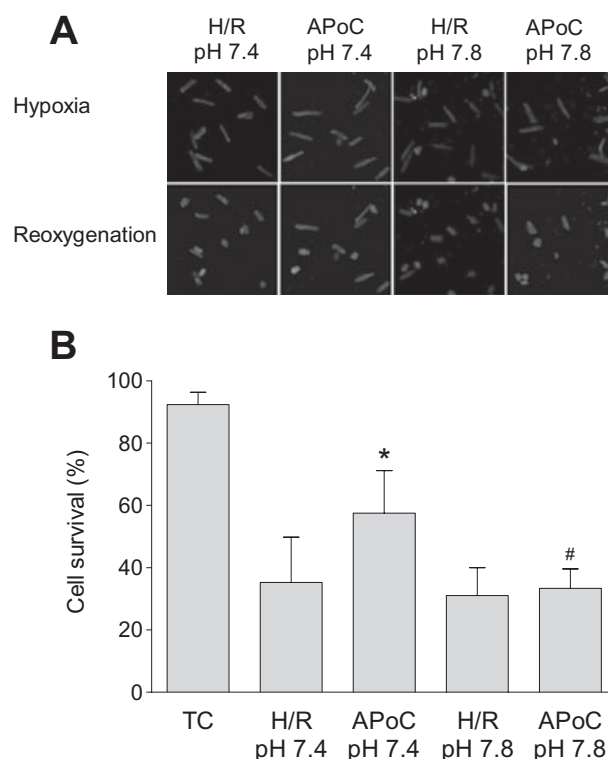 A
H/R APoC H/R APoC
pH 7.4 pH 7.4 pH 7.8 pH 7.8
Hypoxia
Reoxygenation
B
100
80
60
40
20
0
Cell survival (%)
*
#
TC H/R APoC H/R APoC
pH 7.4 pH 7.4 pH 7.8 pH 7.8